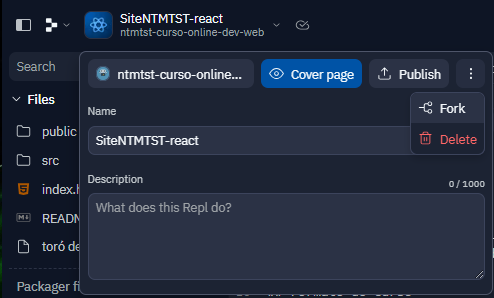 SiteNTMTST-react
ntmtst-curso-online-dev-web
Search
ntmtst-curso-online...
Cover page
Publish
Fork
Delete
Files
public
src
index.h
READN
toró de
Packager fi
Name
SiteNTMTST-react
Description
0 / 1000
What does this Repl do?